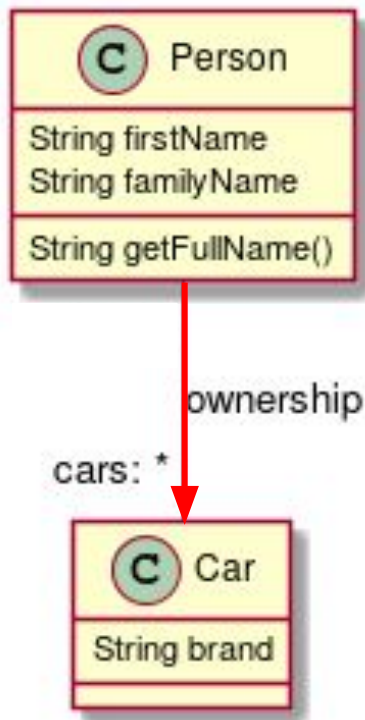 C Person
String firstName
String familyName
String getFullName()
ownership
cars: *
C Car
String brand